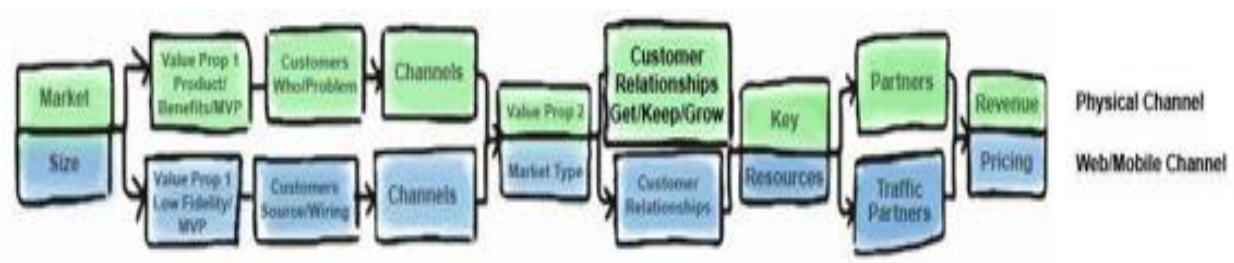 Market
Size
Value Prop 1
Product/
Benefits/MVP
Customers
Who/Problem
Channels
Value Prop 1
Low Fidelity/
MVP
Customers
Source/Wiring
Channels
Value Prop 2
Market Type
Customer
Relationships
Get/Keep/Grow
Customer
Relationships
Key
Resources
Partners
Traffic
Partners
Revenue
Pricing
Physical Channel
Web/Mobile Channel